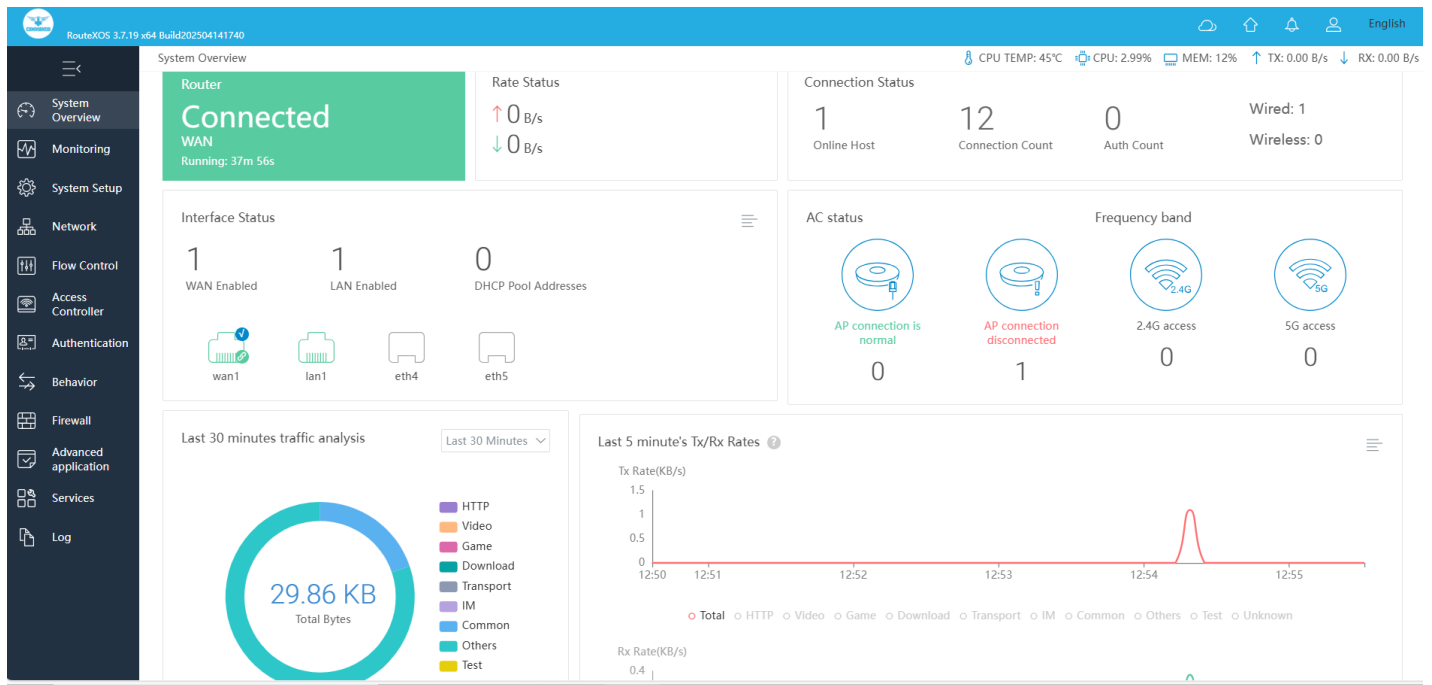 RouteXOS 3.7.19 x64 Build202504141740
English
System Overview
CPU TEMP: 45℃ CPU: 2.99% MEM: 12% TX: 0.00 B/s RX: 0.00 B/s
System
Overview
Monitoring
System Setup
Network
Flow Control
Access
Controller
Authentication
Behavior
Firewall
Advanced
application
Services
Log
Router
Connected
WAN
Running: 37m 56s
Rate Status
0 B/s
0 B/s
Connection Status
1
Online Host
12
Connection Count
0
Auth Count
Wired: 1
Wireless: 0
Interface Status
1
WAN Enabled
1
LAN Enabled
0
DHCP Pool Addresses
wan1
lan1
eth4
eth5
AC status
Frequency band
2.4G
5G
AP connection is
normal
0
AP connection
disconnected
1
2.4G access
0
5G access
0
Last 30 minutes traffic analysis
Last 30 Minutes
29.86 KB
Total Bytes
HTTP
Video
Game
Download
Transport
IM
Common
Others
Test
Last 5 minute's Tx/Rx Rates ?
Tx Rate(KB/s)
1.5
1
0.5
0
12:50 12:51 12:52 12:53 12:54 12:55
Total HTTP Video Game Download Transport IM Common Others Test Unknown
Rx Rate(KB/s)
0.4